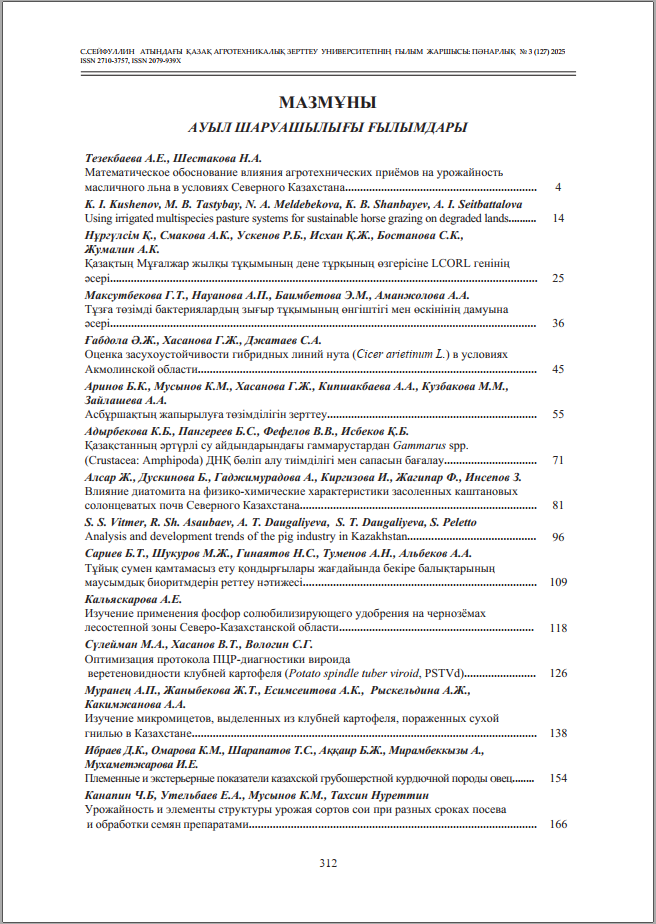 С.СЕЙФУЛЛИН АТЫНДАҒЫ ҚАЗАҚ АГРОТЕХНИКАЛЫҚ ЗЕРТТЕУ УНИВЕРСИТЕТІНІҢ ҒЫЛЫМ ЖАРШЫСЫ: ПӘНАРЛЫҚ № 3 (127) 2025
ISSN 2710-3757, ISSN 2079-939X
МАЗМҰНЫ
АУЫЛ ШАРУАШЫЛЫҒЫ ҒЫЛЫМДАРЫ
Тезекбаева А.Е., Шестакова Н.А.
Математическое обоснование влияния агротехнических приёмов на урожайность
масличного льна в условиях Северного Казахстана.......... 4
K. I. Kushenov, M. B. Tastybay, N. A. Meldebekova, K. B. Shanbayev, A. I. Seitbattalova
Using irrigated multispecies pasture systems for sustainable horse grazing on degraded lands.......... 14
Нұргүлсім Қ., Смакова А.К., Ускенов Р.Б., Исхан Қ.Ж., Бостанова С.К.,
Жумалин А.К.
Қазақтың Мұғалжар жылқы тұқымының дене тұрқының өзгерісіне LCORL генінің
әсері.......... 25
Максутбекова Г.Т., Науанова А.П., Баимбетова Э.М., Аманжолова А.А.
Тұзға төзімді бактериялардың зығыр тұқымының өнгіштігі мен өскінінің дамуына
әсері.......... 36
Ғабдола Ә.Ж., Хасанова Г.Ж., Джатаев С.А.
Оценка засухоустойчивости гибридных линий нута (Cicer arietinum L.) в условиях
Акмолинской области.......... 45
Аринов Б.К., Мусынов К.М., Хасанова Г.Ж., Кипшакбаева А.А., Кузбакова М.М.,
Зайлашева А.А.
Асбұршақтың жапырылуға төзімділігін зерттеу.......... 55
Адырбекова К.Б., Пангереев Б.С., Фефелов В.В., Исбеков Қ.Б.
Қазақстанның әртүрлі су айдындарындағы гаммарустардан Gammarus spp.
(Crustacea: Amphipoda) ДНҚ бөліп алу тиімділігі мен сапасын бағалау.......... 71
Алсар Ж., Дускинова Б., Гаджимурадова А., Киргизова И., Жагипар Ф., Инсепов З.
Влияние диатомита на физико-химические характеристики засоленных каштановых
солонцеватых почв Северного Казахстана.......... 81
S. S. Vitmer, R. Sh. Asaubaev, A. T. Daugaliyeva, S. T. Daugaliyeva, S. Peletto
Analysis and development trends of the pig industry in Kazakhstan.......... 96
Сариев Б.Т., Шукуров М.Ж., Гинаятов Н.С., Туменов А.Н., Альбеков А.А.
Тұйық сумен қамтамасыз ету қондырғылары жағдайында бекіре балықтарының
маусымдық биоритмдерін реттеу нәтижесі.......... 109
Кальяскарова А.Е.
Изучение применения фосфор солюбилизирующего удобрения на чернозёмах
лесостепной зоны Северо-Казахстанской области.......... 118
Сүлейман М.А., Хасанов В.Т., Вологин С.Г.
Оптимизация протокола ПЦР-диагностики вироида
веретеновидности клубней картофеля (Potato spindle tuber viroid, PSTVd).......... 126
Муранец А.П., Жаныбекова Ж.Т., Есимсеитова А.К., Рыскельдина А.Ж.,
Какимжанова А.А.
Изучение микромицетов, выделенных из клубней картофеля, пораженных сухой
гнилью в Казахстане.......... 138
Ибраев Д.К., Омарова К.М., Шарапатов Т.С., Аққаир Б.Ж., Мирамбеккызы А.,
Мухаметжарова И.Е.
Племенные и экстерьерные показатели казахской грубошерстной курдючной породы овец........ 154
Канапин Ч.Б, Утельбаев Е.А., Мусынов К.М., Тахсин Нуреттин
Урожайность и элементы структуры урожая сортов сои при разных сроках посева
и обработки семян препаратами.......... 166
312